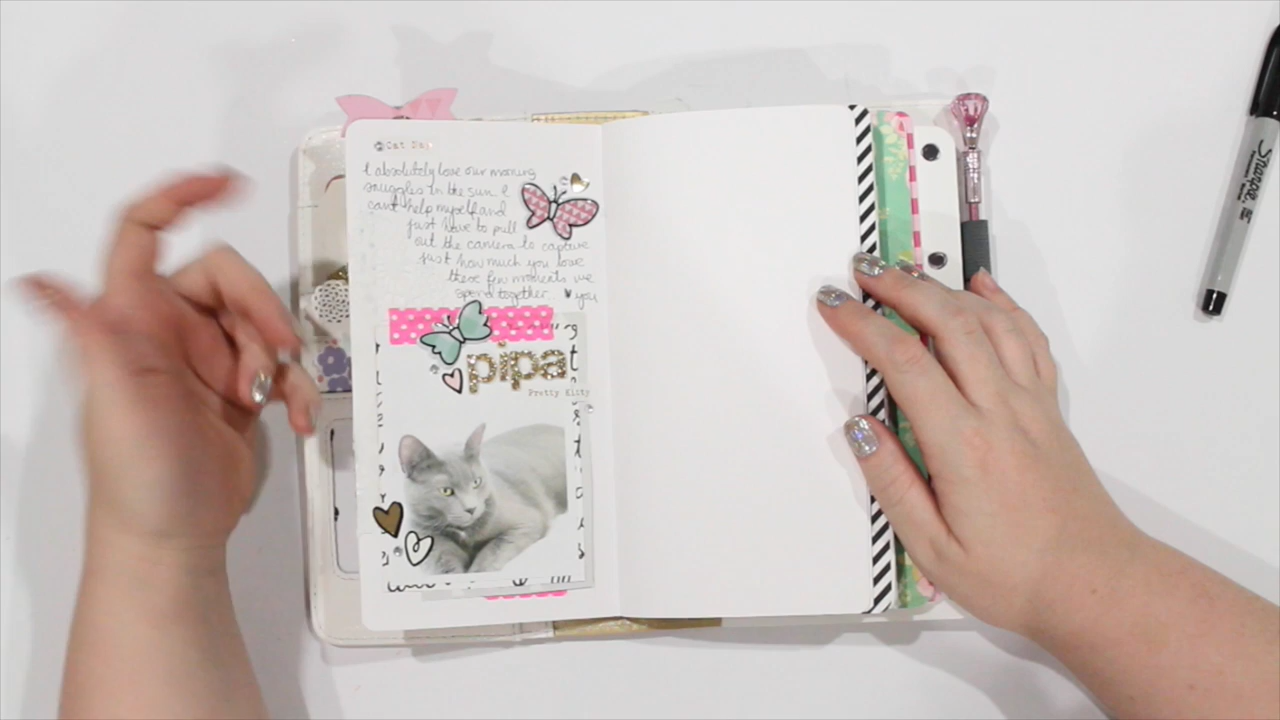 Cat Day
I absolutely love our morning
snuggles in the sun. I
can't help myself and
just have to pull
out the camera to capture
just how much you love
these few moments we
spend together. ♥ you
pipa
Pretty Kitty
Sharpie